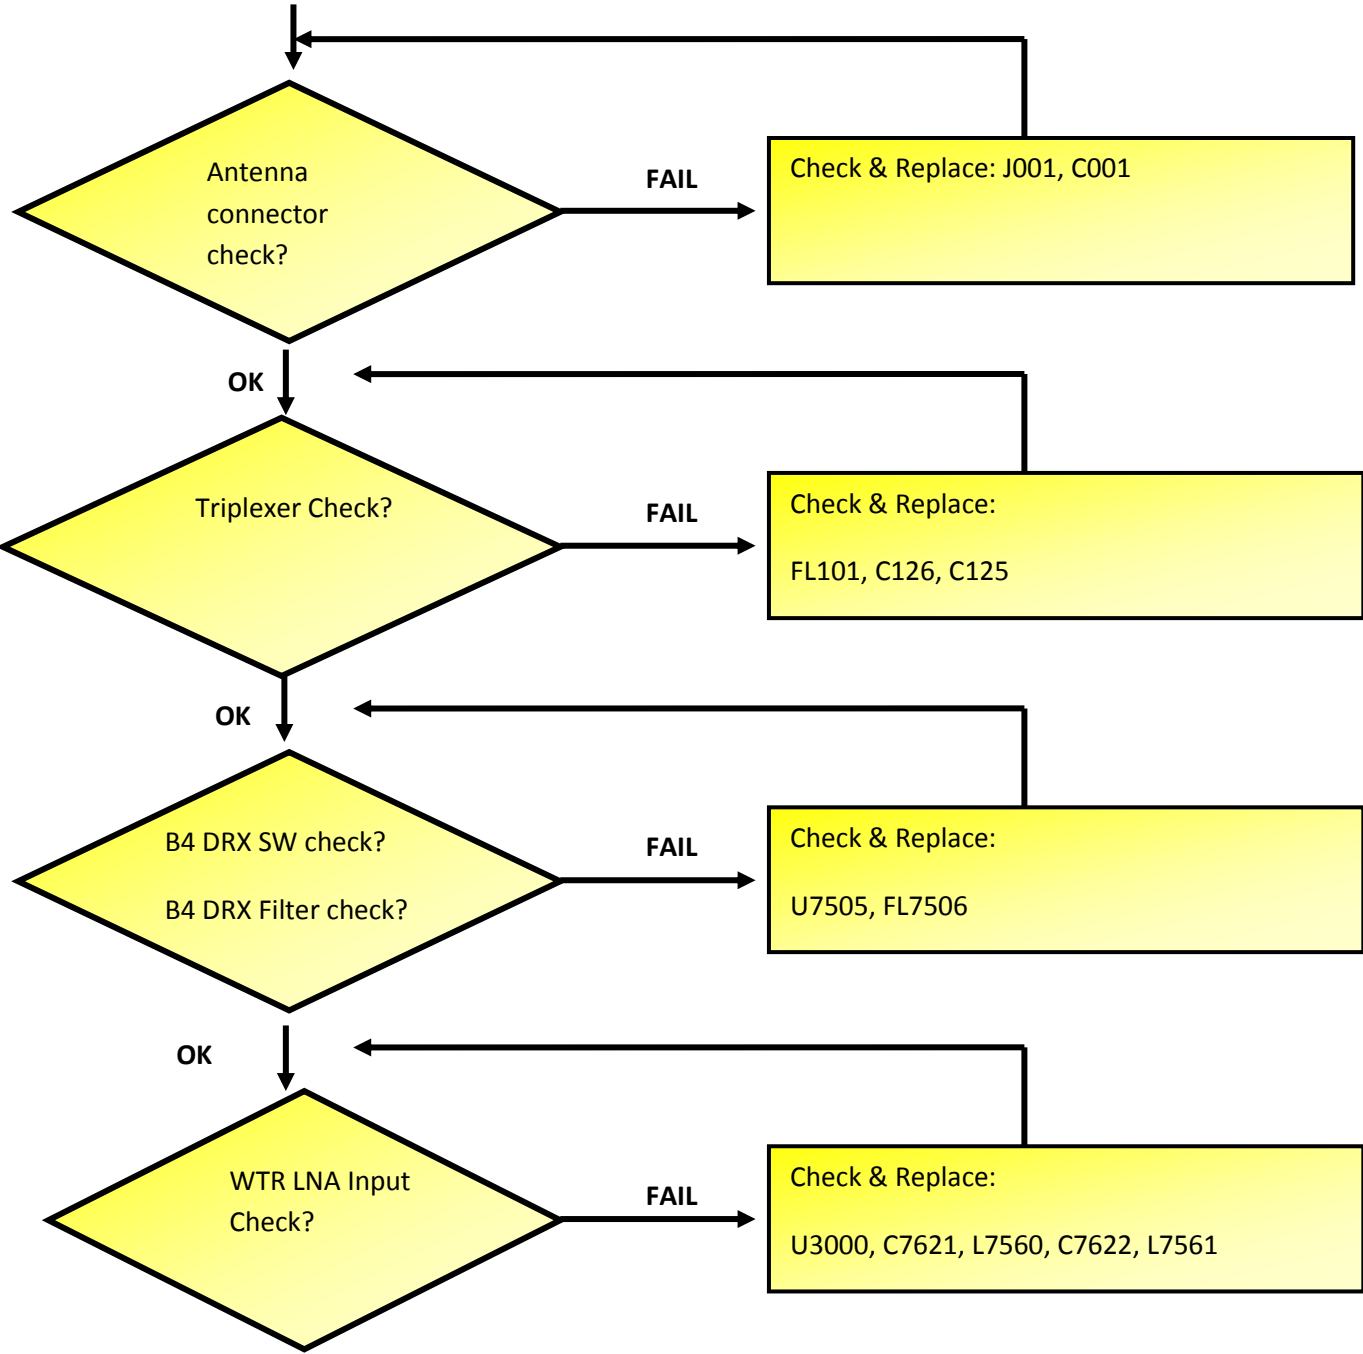 Antenna
connector
check?
FAIL
Check & Replace: J001, C001
OK
Triplexer Check?
FAIL
Check & Replace:
FL101, C126, C125
OK
B4 DRX SW check?
B4 DRX Filter check?
FAIL
Check & Replace:
U7505, FL7506
OK
WTR LNA Input
Check?
FAIL
Check & Replace:
U3000, C7621, L7560, C7622, L7561